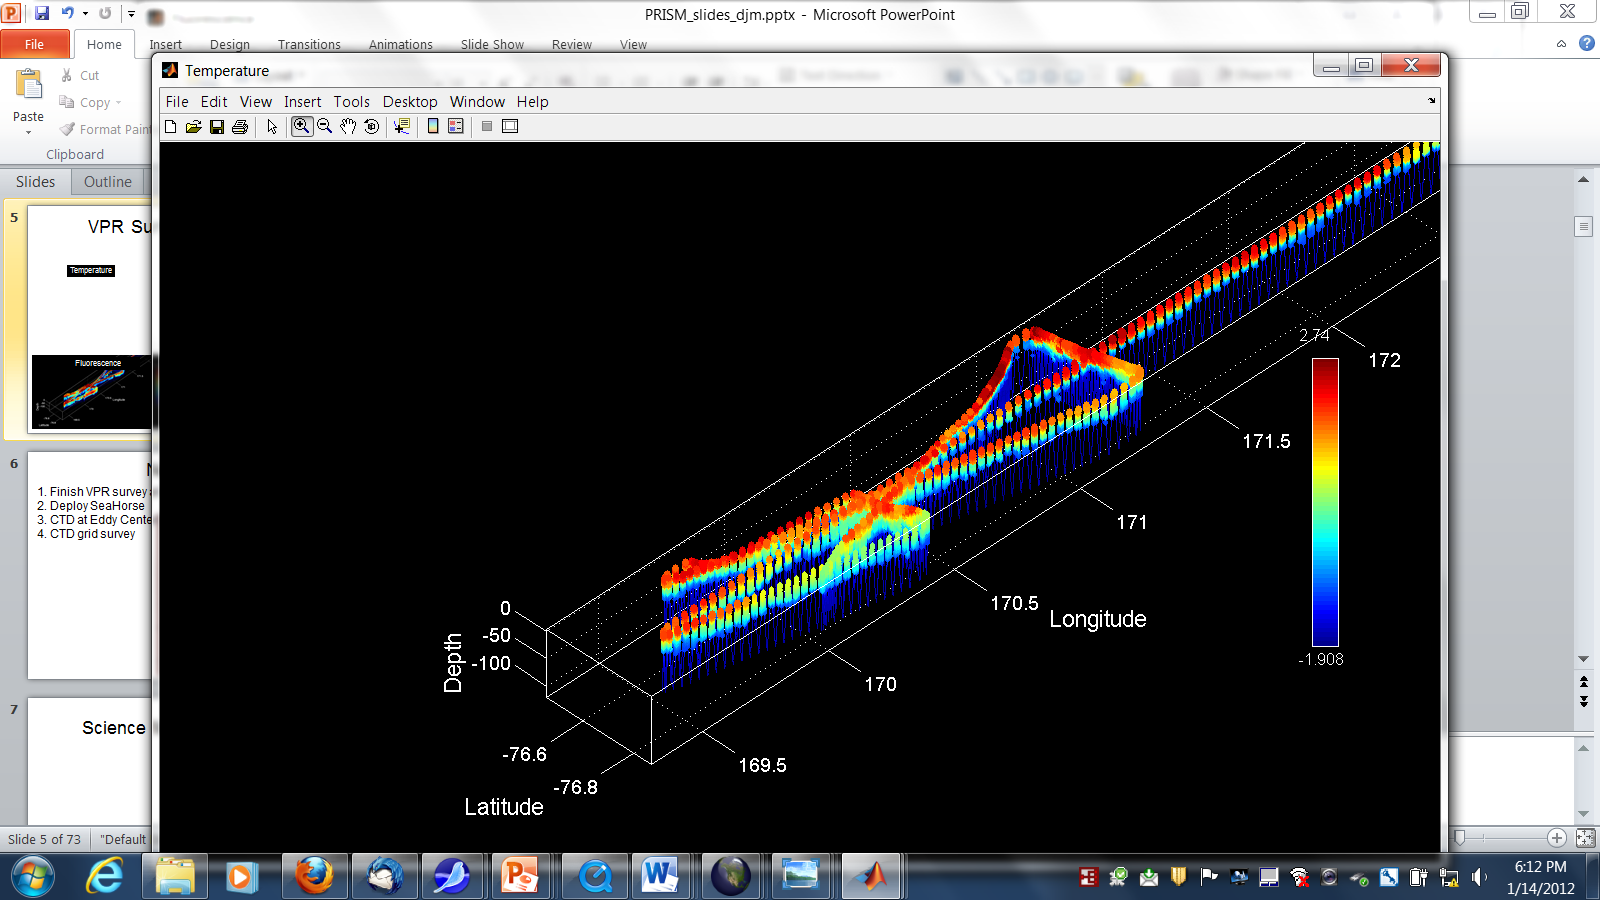 PRISM_slides_djm.pptx - Microsoft PowerPoint
File Home Insert Design Transitions Animations Slide Show Review View
Paste
Cut
Copy
Format Paint
Clipboard
Slides Outline
Temperature
File Edit View Insert Tools Desktop Window Help
5
VPR Su
Temperature
Fluorescence
6
1. Finish VPR survey
2. Deploy SeaHorse
3. CTD at Eddy Cente
4. CTD grid survey
7
Science
2.74
-1.908
172
171.5
171
170.5
170
169.5
Longitude
0
-50
-100
Depth
-76.6
-76.8
Latitude
Slide 5 of 73 "Default
6:12 PM
1/14/2012